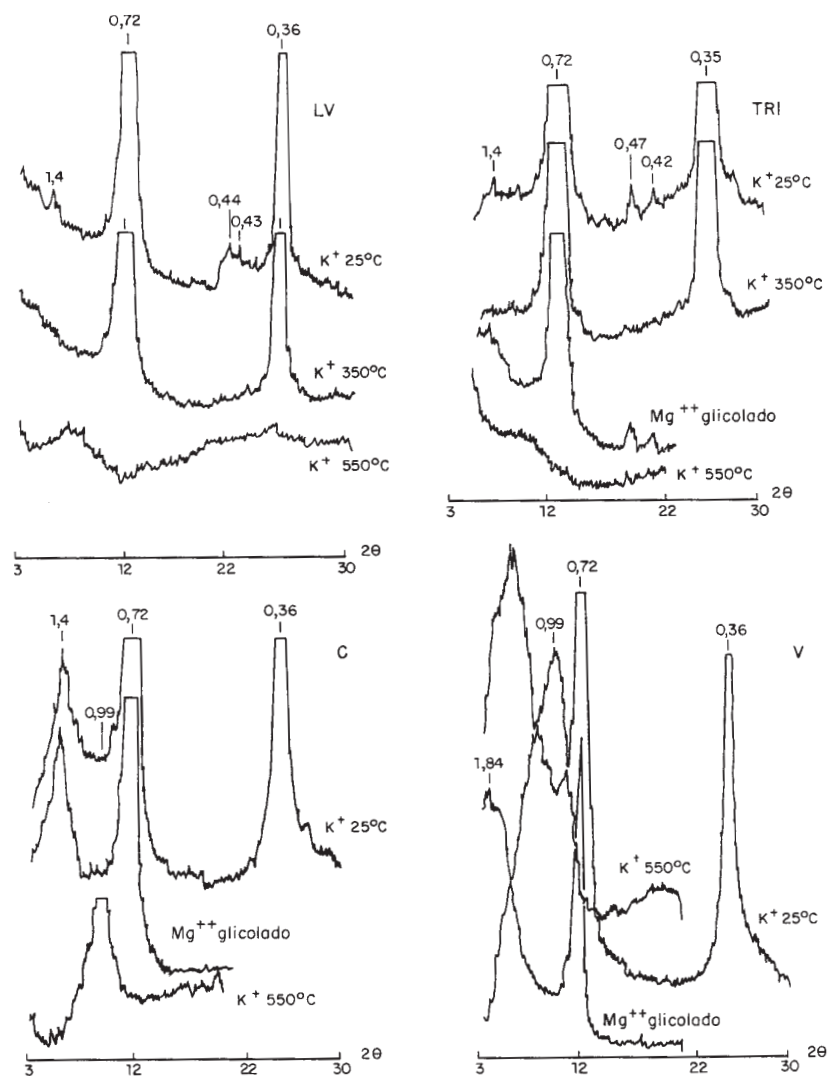 0,72
0,36
LV
1,4
0,44
0,43
K+ 25°C
K+ 350°C
K+ 550°C
3 12 22 30 2θ
0,72
0,35
TRI
1,4
0,47
0,42
K+ 25°C
K+ 350°C
Mg++ glicolado
K+ 550°C
3 12 22 30 2θ
1,4
0,72
0,36
C
0,99
K+ 25°C
Mg++ glicolado
K+ 550°C
3 12 22 30 2θ
0,72
0,99
0,36
V
1,84
K+ 550°C
K+ 25°C
Mg++ glicolado
3 12 22 30 2θ